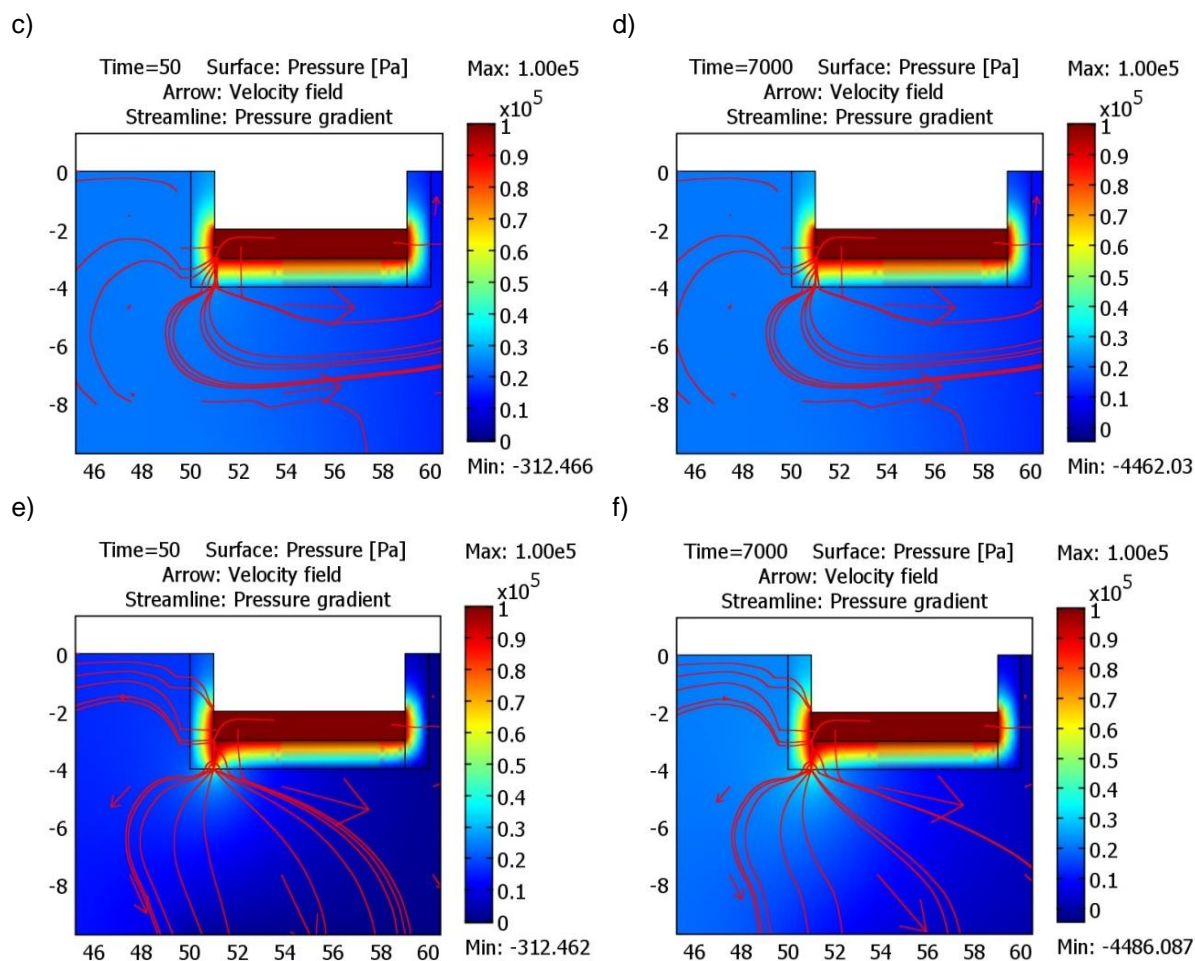 c)
Time=50 Surface: Pressure [Pa]
Arrow: Velocity field
Streamline: Pressure gradient
Max: 1.00e5
x10^5
1
0.9
0.8
0.7
0.6
0.5
0.4
0.3
0.2
0.1
0
Min: -312.466
0
-2
-4
-6
-8
46 48 50 52 54 56 58 60
d)
Time=7000 Surface: Pressure [Pa]
Arrow: Velocity field
Streamline: Pressure gradient
Max: 1.00e5
x10^5
1
0.9
0.8
0.7
0.6
0.5
0.4
0.3
0.2
0.1
0
Min: -4462.03
0
-2
-4
-6
-8
46 48 50 52 54 56 58 60
e)
Time=50 Surface: Pressure [Pa]
Arrow: Velocity field
Streamline: Pressure gradient
Max: 1.00e5
x10^5
1
0.9
0.8
0.7
0.6
0.5
0.4
0.3
0.2
0.1
0
Min: -312.462
0
-2
-4
-6
-8
46 48 50 52 54 56 58 60
f)
Time=7000 Surface: Pressure [Pa]
Arrow: Velocity field
Streamline: Pressure gradient
Max: 1.00e5
x10^5
1
0.9
0.8
0.7
0.6
0.5
0.4
0.3
0.2
0.1
0
Min: -4486.087
0
-2
-4
-6
-8
46 48 50 52 54 56 58 60